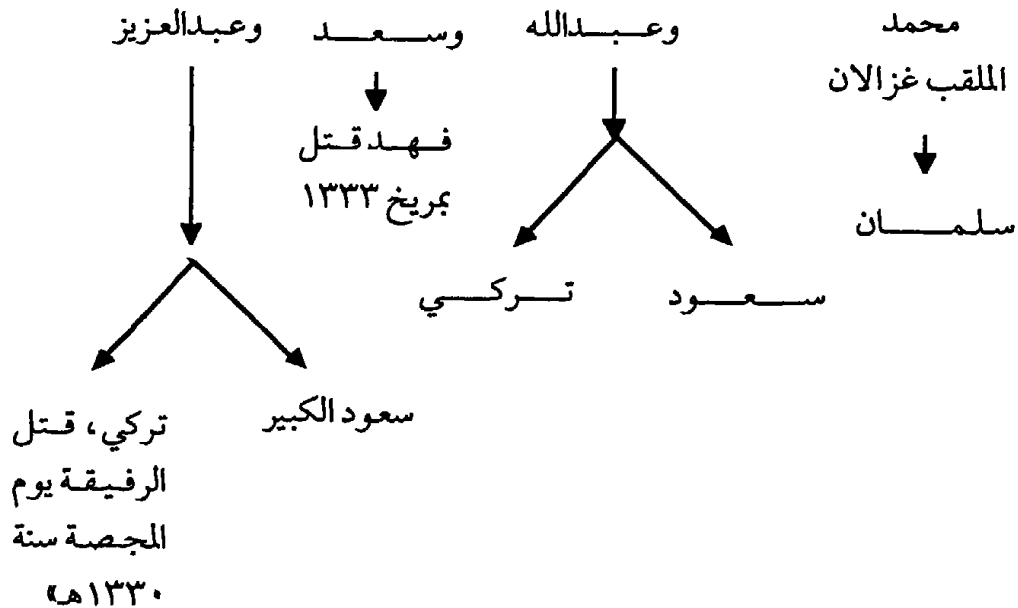 محمد
الملقب غزالان
سلمان
وعبدالله
سعود
تركي
وسعد
فهد قتل
بمريخ ١٣٣٣
وعبدالعزيز
سعود الكبير
تركي، قتل
الرفيقة يوم
المجصة سنة
١٣٣٠هـ»